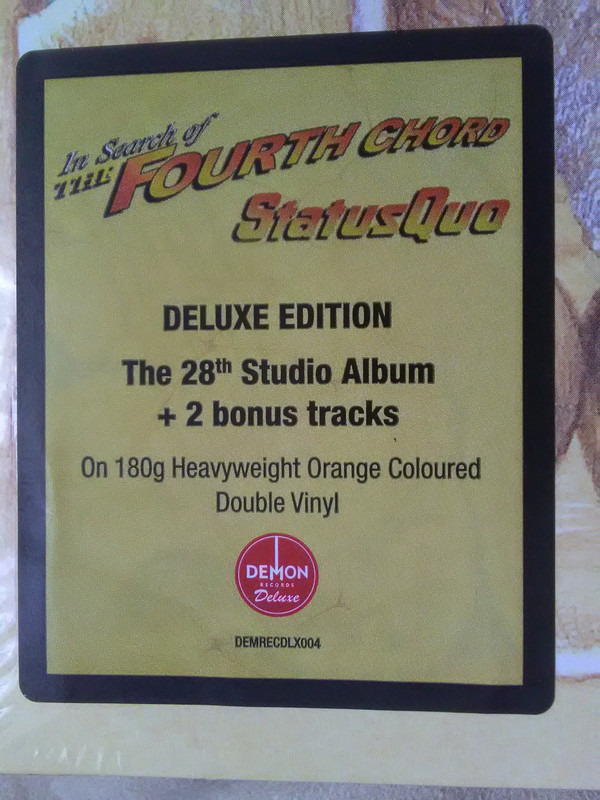 In Search of
THE FOURTH CHORD
StatusQuo
DELUXE EDITION
The 28th Studio Album
+ 2 bonus tracks
On 180g Heavyweight Orange Coloured
Double Vinyl
DEMON
RECORDS
Deluxe
DEMRECDLX004